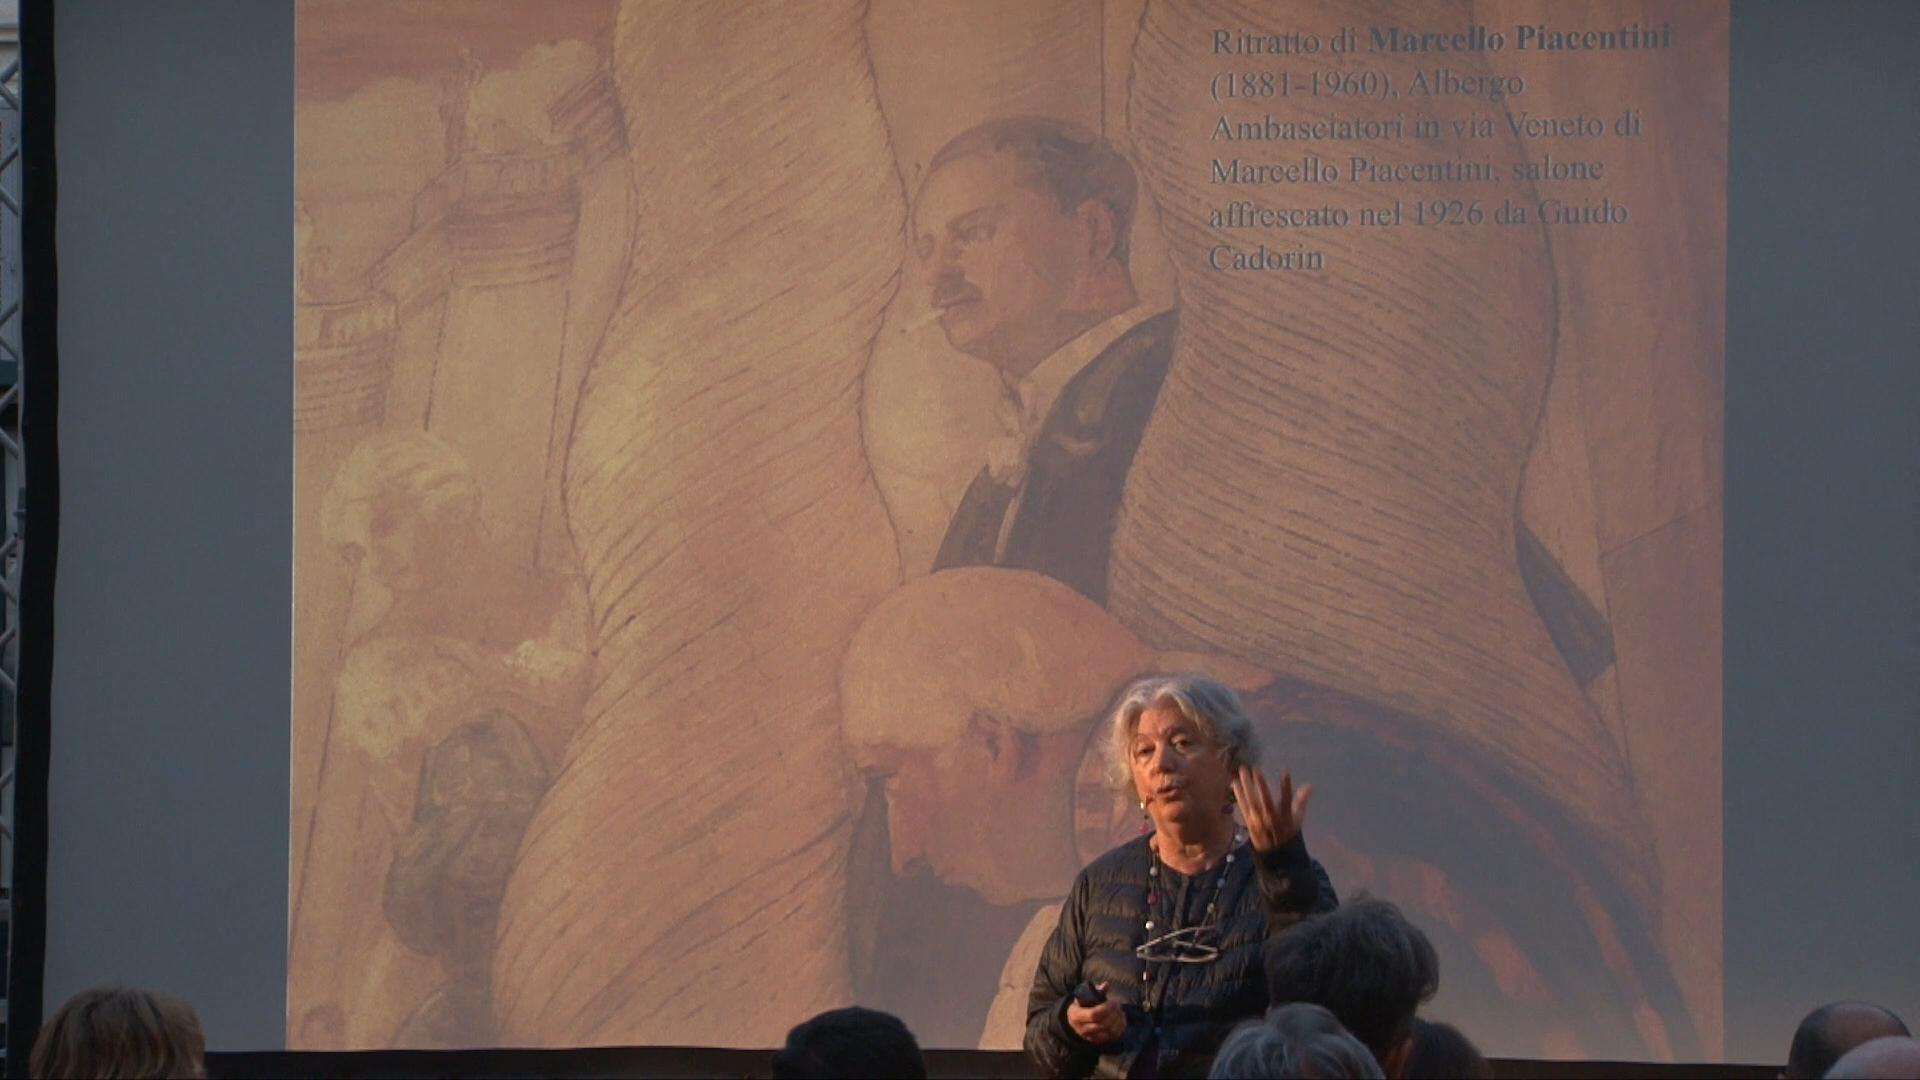 Ritratto di Marcello Piacentini
(1881-1960), Albergo
Ambasciatori in via Veneto di
Marcello Piacentini, salone
affrescato nel 1926 da Guido
Cadorin